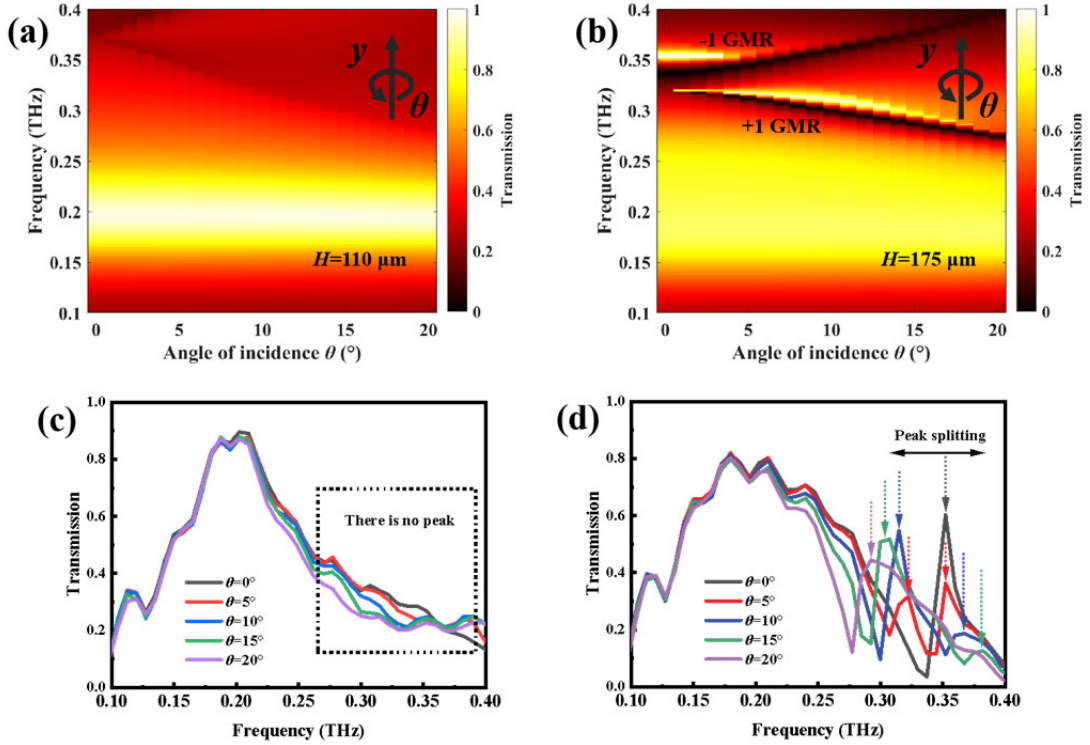 (a)
0.4
0.35
0.3
0.25
0.2
0.15
0.1
Frequency (THz)
y
θ
H=110 μm
0
5
10
15
20
Angle of incidence θ (°)
1
0.8
0.6
0.4
0.2
0
Transmission
(b)
0.4
0.35
0.3
0.25
0.2
0.15
0.1
Frequency (THz)
-1 GMR
+1 GMR
y
θ
H=175 μm
0
5
10
15
20
Angle of incidence θ (°)
1
0.8
0.6
0.4
0.2
0
Transmission
(c)
1.0
0.8
0.6
0.4
0.2
0.0
Transmission
There is no peak
θ=0°
θ=5°
θ=10°
θ=15°
θ=20°
0.10
0.15
0.20
0.25
0.30
0.35
0.40
Frequency (THz)
(d)
1.0
0.8
0.6
0.4
0.2
0.0
Transmission
Peak splitting
θ=0°
θ=5°
θ=10°
θ=15°
θ=20°
0.10
0.15
0.20
0.25
0.30
0.35
0.40
Frequency (THz)